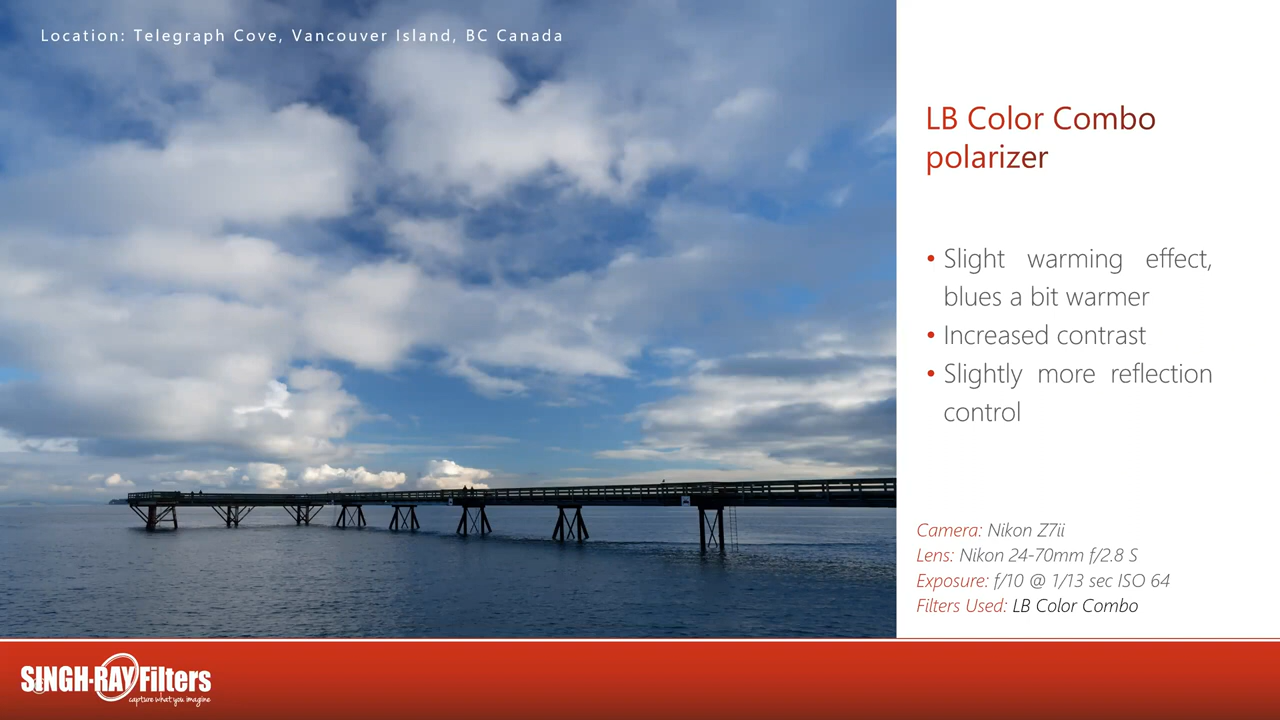 Location: Telegraph Cove, Vancouver Island, BC Canada
LB Color Combo
polarizer
• Slight warming effect,
blues a bit warmer
• Increased contrast
• Slightly more reflection
control
Camera: Nikon Z7ii
Lens: Nikon 24-70mm f/2.8 S
Exposure: f/10 @ 1/13 sec ISO 64
Filters Used: LB Color Combo
SINGH-RAY Filters
capture what you imagine